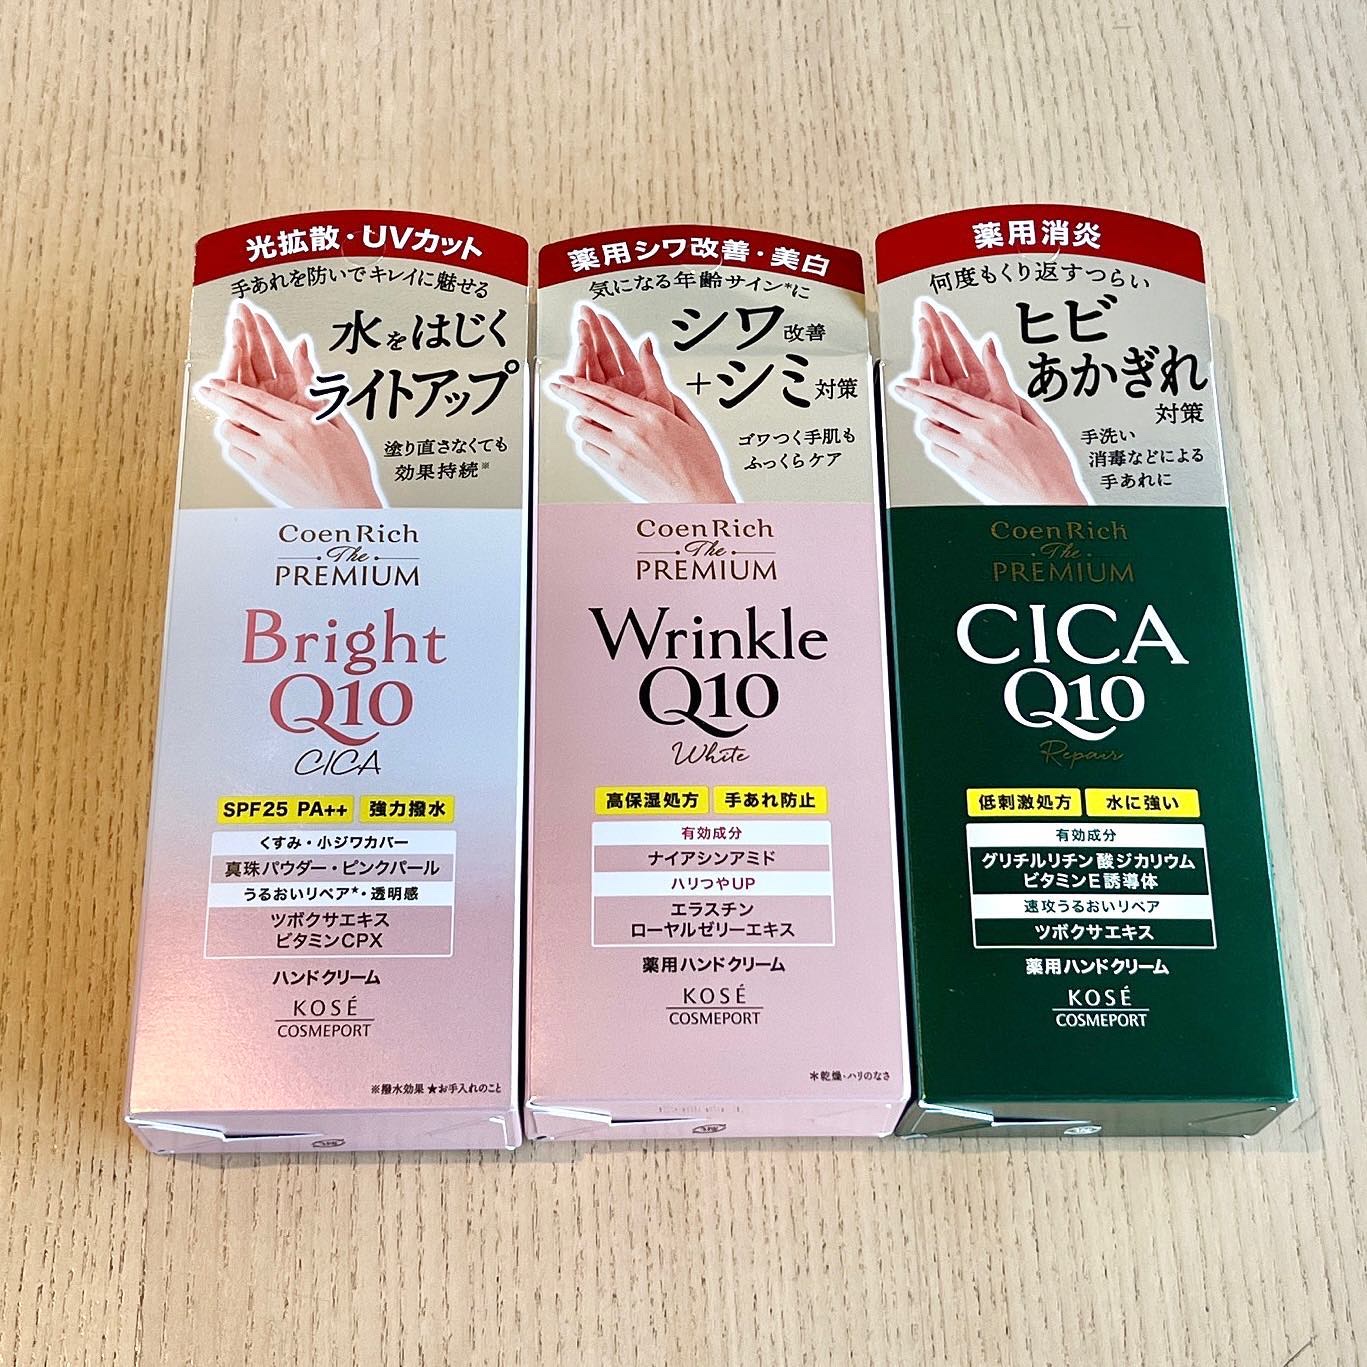 光拡散・UVカット
手あれを防いでキレイに魅せる
水をはじく
ライトアップ
塗り直さなくても
効果持続※
Coen Rich
The
PREMIUM
Bright
Q10
CICA
SPF25 PA++
強力撥水
くすみ・小ジワカバー
真珠パウダー・ピンクパール
うるおいリペア★・透明感
ツボクサエキス
ビタミンCPX
ハンドクリーム
KOSÉ
COSMEPORT
※撥水効果 ★お手入れのこと
薬用シワ改善・美白
気になる年齢サイン*に
シワ改善
+シミ対策
ゴワつく手肌も
ふっくらケア
Coen Rich
The
PREMIUM
Wrinkle
Q10
White
高保湿処方
手あれ防止
有効成分
ナイアシンアミド
ハリつやUP
エラスチン
ローヤルゼリーエキス
薬用ハンドクリーム
KOSÉ
COSMEPORT
*乾燥・ハリのなさ
薬用消炎
何度もくり返すつらい
ヒビ
あかぎれ
対策
手洗い
消毒などによる
手あれに
Coen Rich
The
PREMIUM
CICA
Q10
Repair
低刺激処方
水に強い
有効成分
グリチルリチン酸ジカリウム
ビタミンE誘導体
速攻うるおいリペア
ツボクサエキス
薬用ハンドクリーム
KOSÉ
COSMEPORT